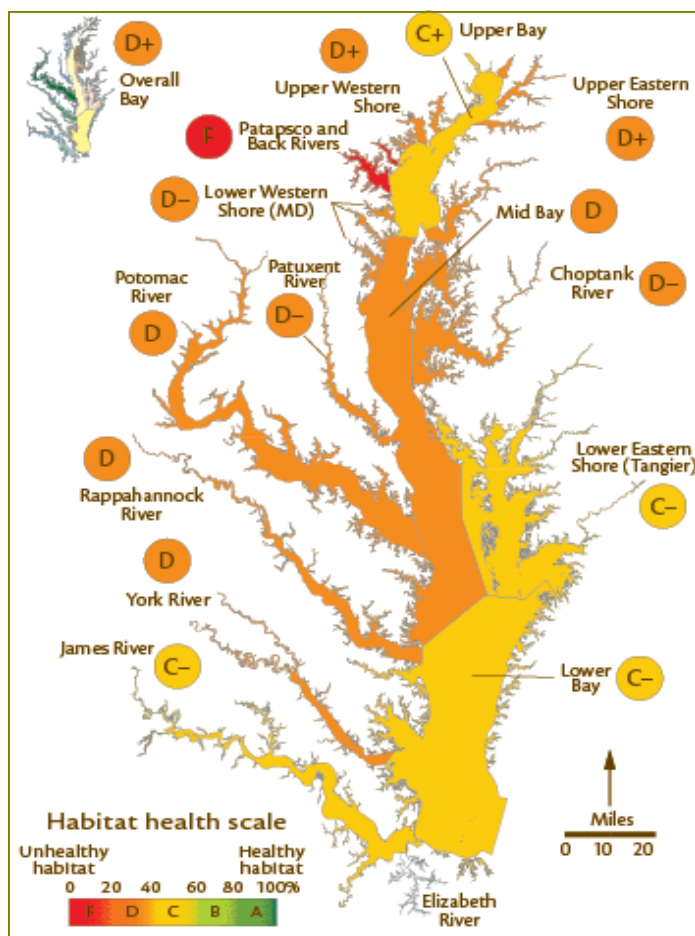 D+
Overall
Bay
D+
Upper Western
Shore
C+
Upper Bay
Upper Eastern
Shore
D+
F
Patapsco and
Back Rivers
D–
Lower Western
Shore (MD)
Mid Bay
D
Potomac
River
D
Patuxent
River
D–
Choptank
River
D–
D
Rappahannock
River
Lower Eastern
Shore (Tangier)
C–
D
York River
James River
C–
Lower
Bay
C–
Miles
0 10 20
Habitat health scale
Unhealthy
habitat
Healthy
habitat
0 20 40 60 80 100%
F D C B A
Elizabeth
River